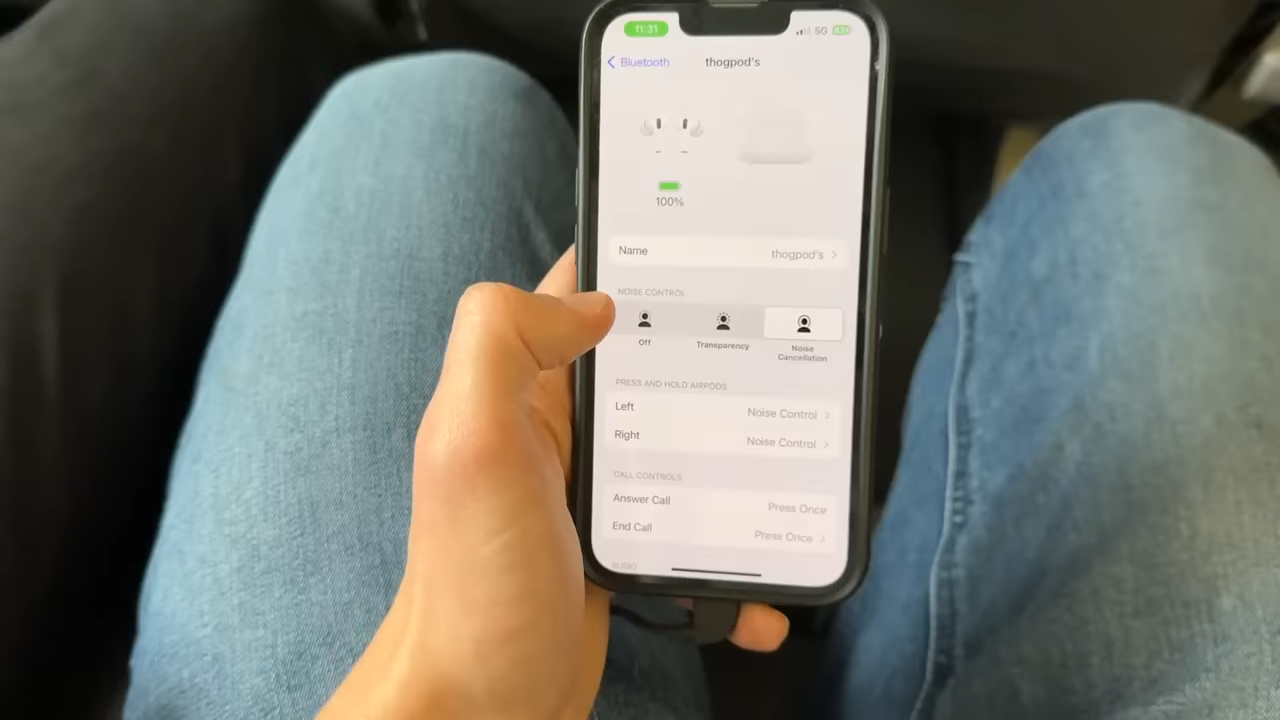 11:31 5G
Bluetooth thogpod's
100%
Name thogpod's
NOISE CONTROL
Off Transparency Noise
Cancellation
PRESS AND HOLD AIRPODS
Left Noise Control
Right Noise Control
CALL CONTROLS
Answer Call Press Once
End Call Press Once
AUDIO